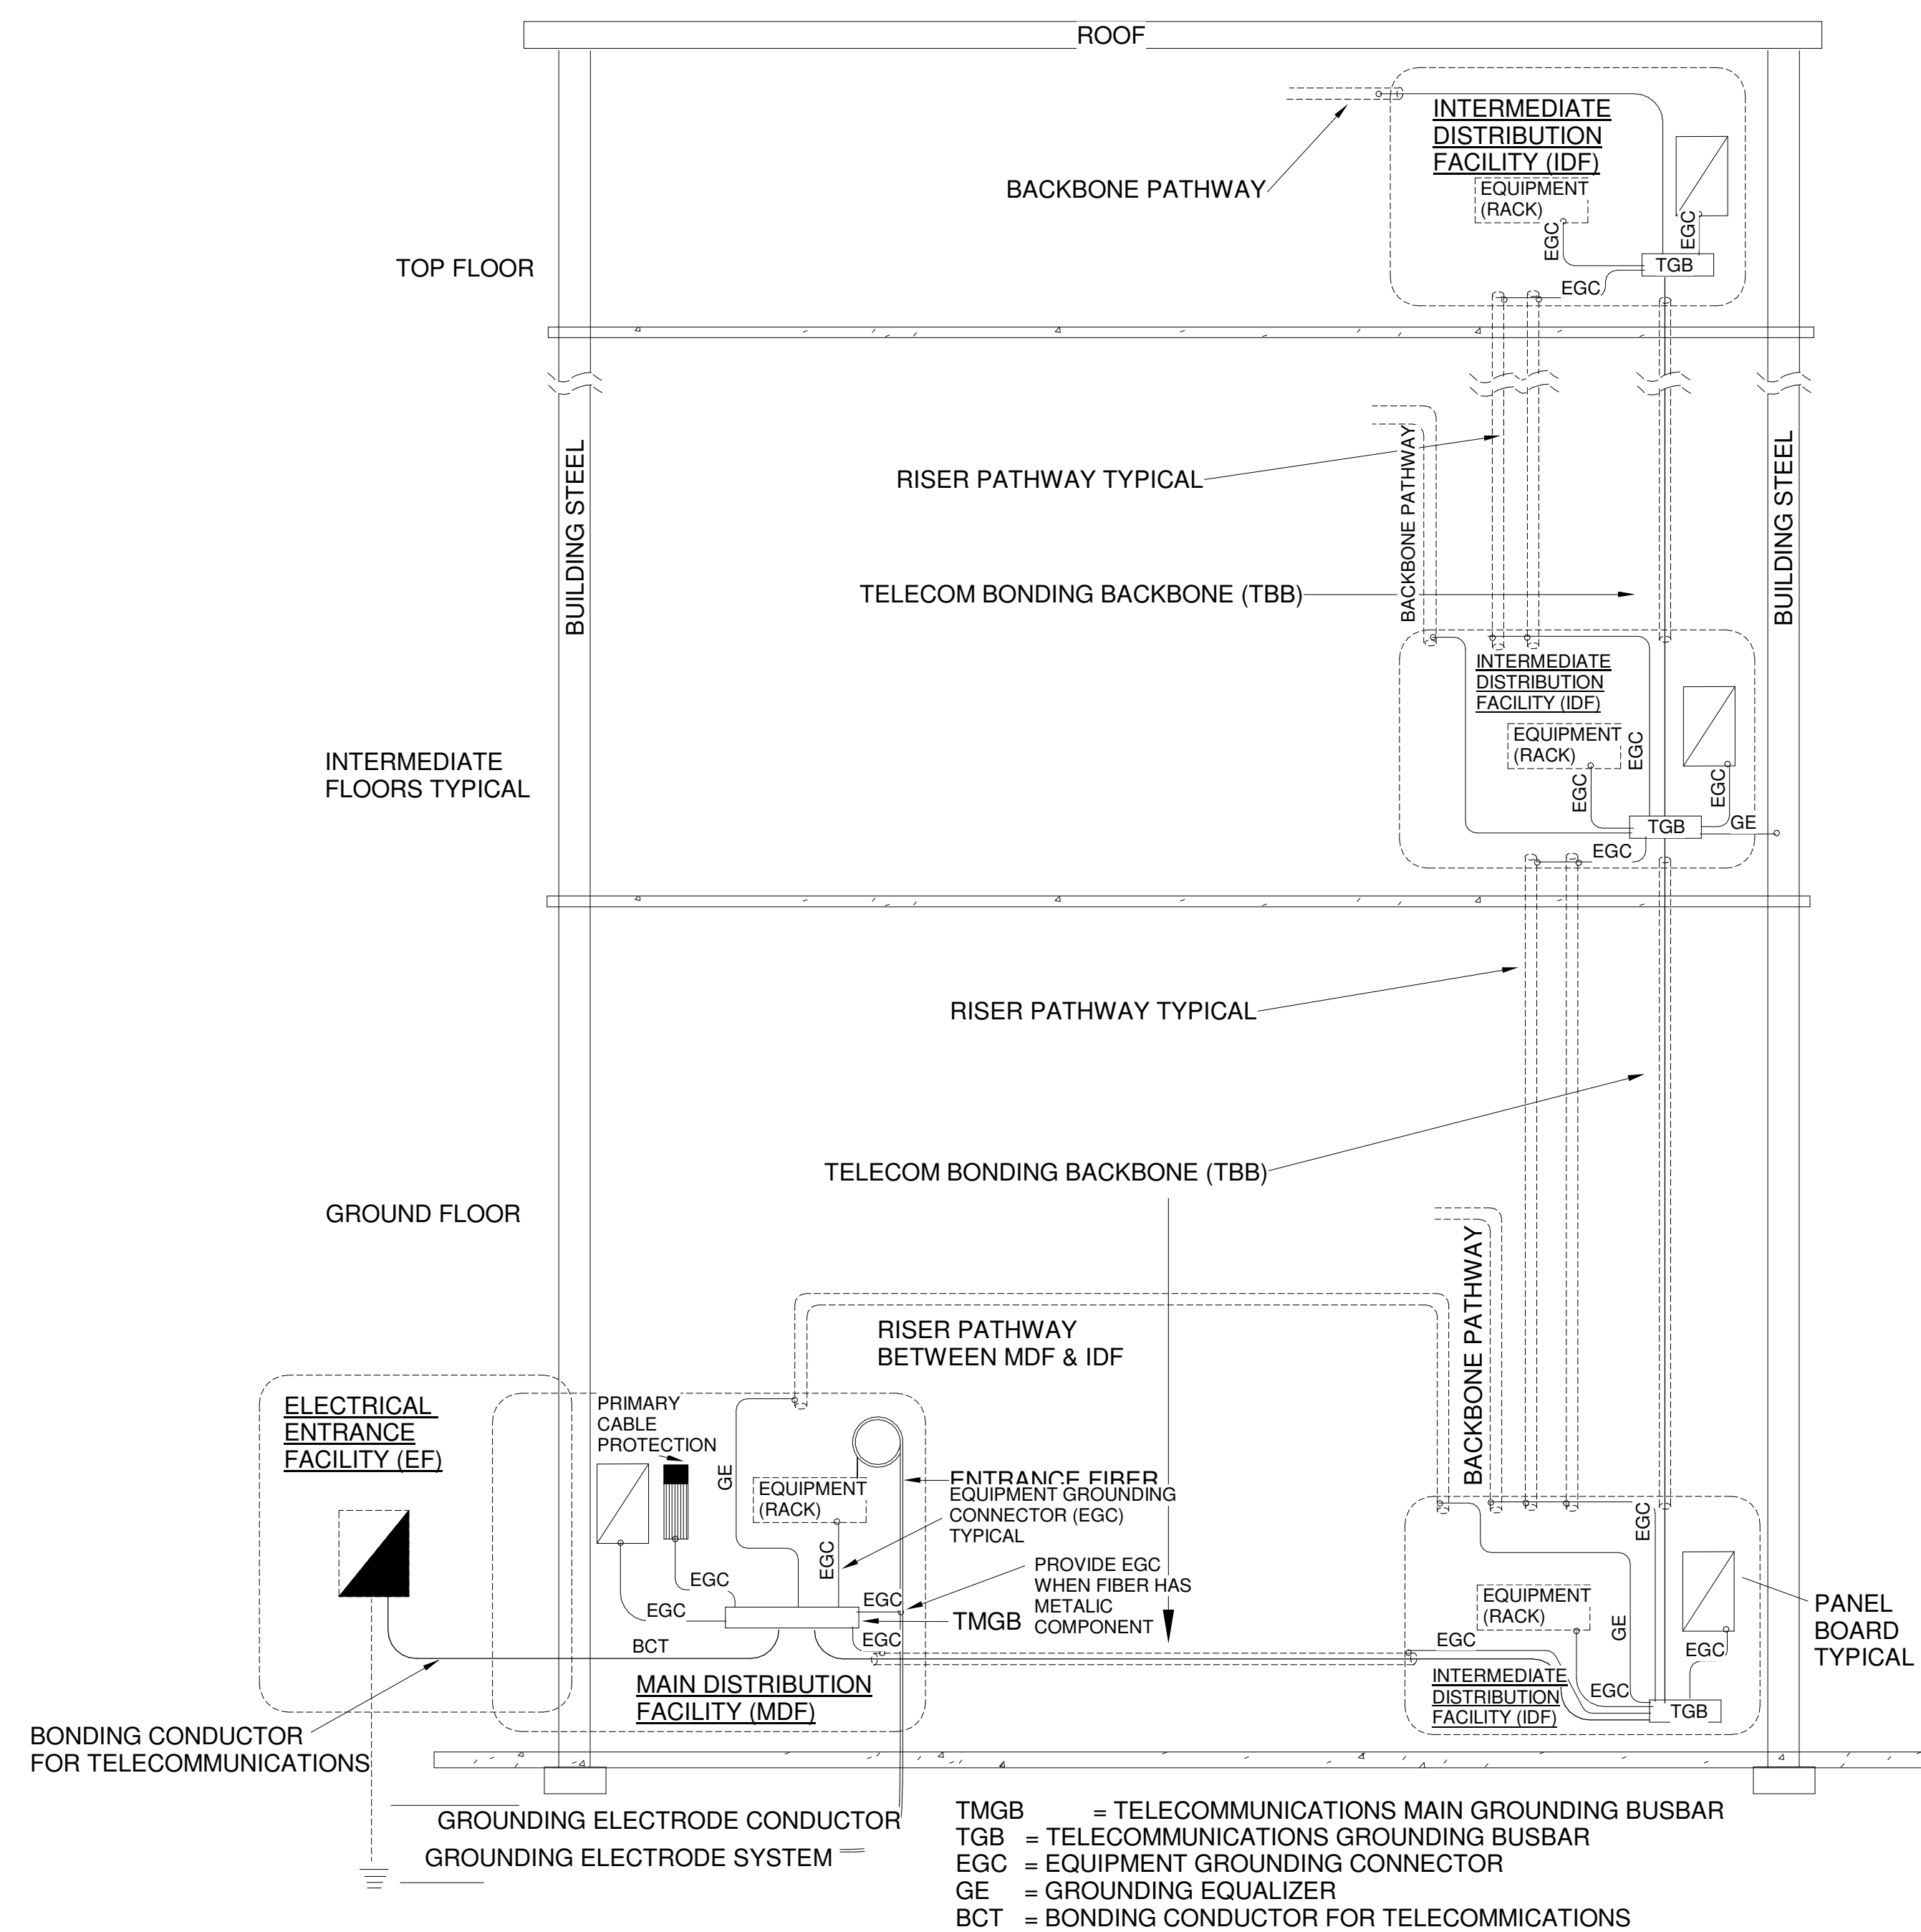 ROOF
INTERMEDIATE
DISTRIBUTION
FACILITY (IDF)
BACKBONE PATHWAY
EQUIPMENT
(RACK)
EGC
EGC
TGB
EGC
TOP FLOOR
BUILDING STEEL
BUILDING STEEL
RISER PATHWAY TYPICAL
BACKBONE PATHWAY
TELECOM BONDING BACKBONE (TBB)
INTERMEDIATE
DISTRIBUTION
FACILITY (IDF)
EQUIPMENT
(RACK)
EGC
EGC
EGC
TGB
GE
EGC
INTERMEDIATE
FLOORS TYPICAL
RISER PATHWAY TYPICAL
TELECOM BONDING BACKBONE (TBB)
GROUND FLOOR
BACKBONE PATHWAY
RISER PATHWAY
BETWEEN MDF & IDF
ELECTRICAL
ENTRANCE
FACILITY (EF)
PRIMARY
CABLE
PROTECTION
GE
EQUIPMENT
(RACK)
ENTRANCE FIBER
EQUIPMENT GROUNDING
CONNECTOR (EGC)
TYPICAL
EGC
EGC
EGC
EGC
PROVIDE EGC
WHEN FIBER HAS
METALIC
COMPONENT
TMGB
EGC
BCT
MAIN DISTRIBUTION
FACILITY (MDF)
EGC
EQUIPMENT
(RACK)
GE
EGC
EGC
EGC
INTERMEDIATE
DISTRIBUTION
FACILITY (IDF)
TGB
PANEL
BOARD
TYPICAL
BONDING CONDUCTOR
FOR TELECOMMUNICATIONS
GROUNDING ELECTRODE CONDUCTOR
GROUNDING ELECTRODE SYSTEM
TMGB = TELECOMMUNICATIONS MAIN GROUNDING BUSBAR
TGB = TELECOMMUNICATIONS GROUNDING BUSBAR
EGC = EQUIPMENT GROUNDING CONNECTOR
GE = GROUNDING EQUALIZER
BCT = BONDING CONDUCTOR FOR TELECOMMICATIONS